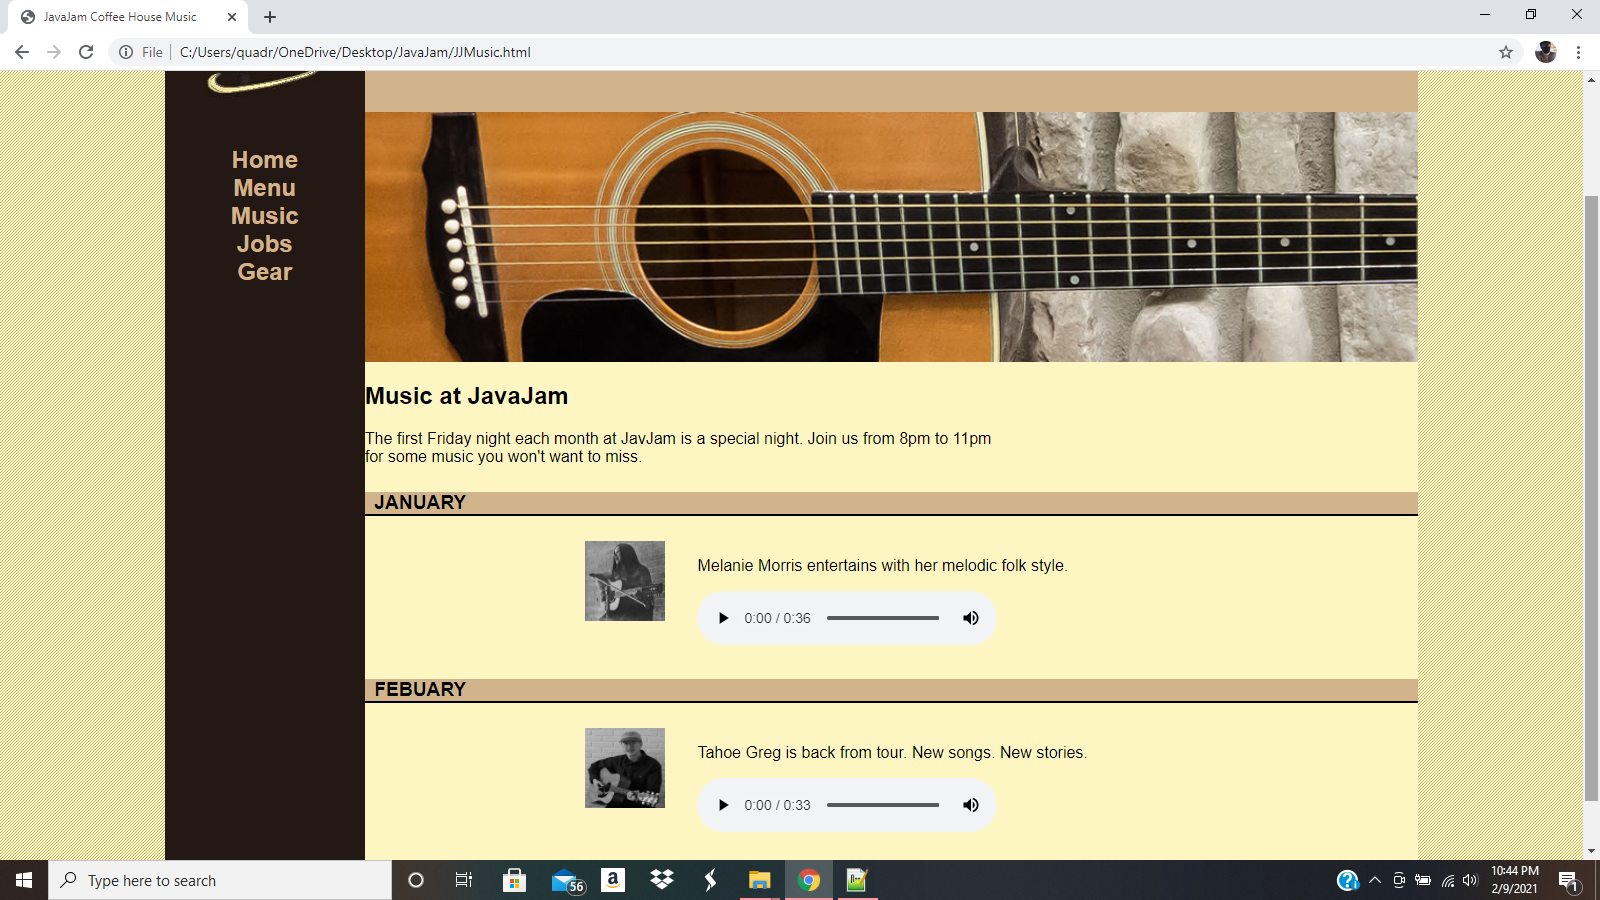 JavaJam Coffee House Music
File
C:/Users/quadr/OneDrive/Desktop/JavaJam/JJMusic.html
Home
Menu
Music
Jobs
Gear
Music at JavaJam
The first Friday night each month at JavJam is a special night. Join us from 8pm to 11pm
for some music you won't want to miss.
JANUARY
Melanie Morris entertains with her melodic folk style.
0:00 / 0:36
FEBUARY
Tahoe Greg is back from tour. New songs. New stories.
0:00 / 0:33
Type here to search
56
a
10:44 PM
2/9/2021
1